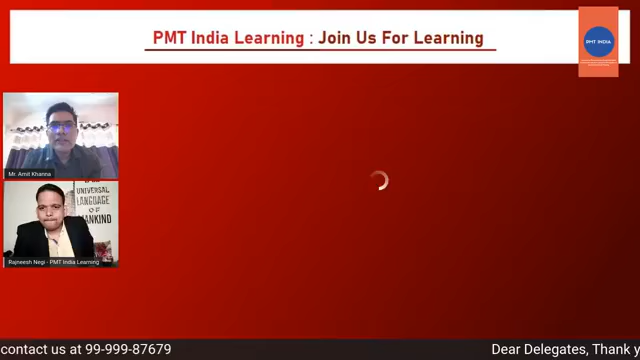 PMT India Learning : Join Us For Learning
PMT INDIA
Mr. Amit Khanna
UNIVERSAL
LANGUAGE
OF
MANKIND
Rajneesh Negi - PMT India Learning
contact us at 99-999-87679
Dear Delegates, Thank y